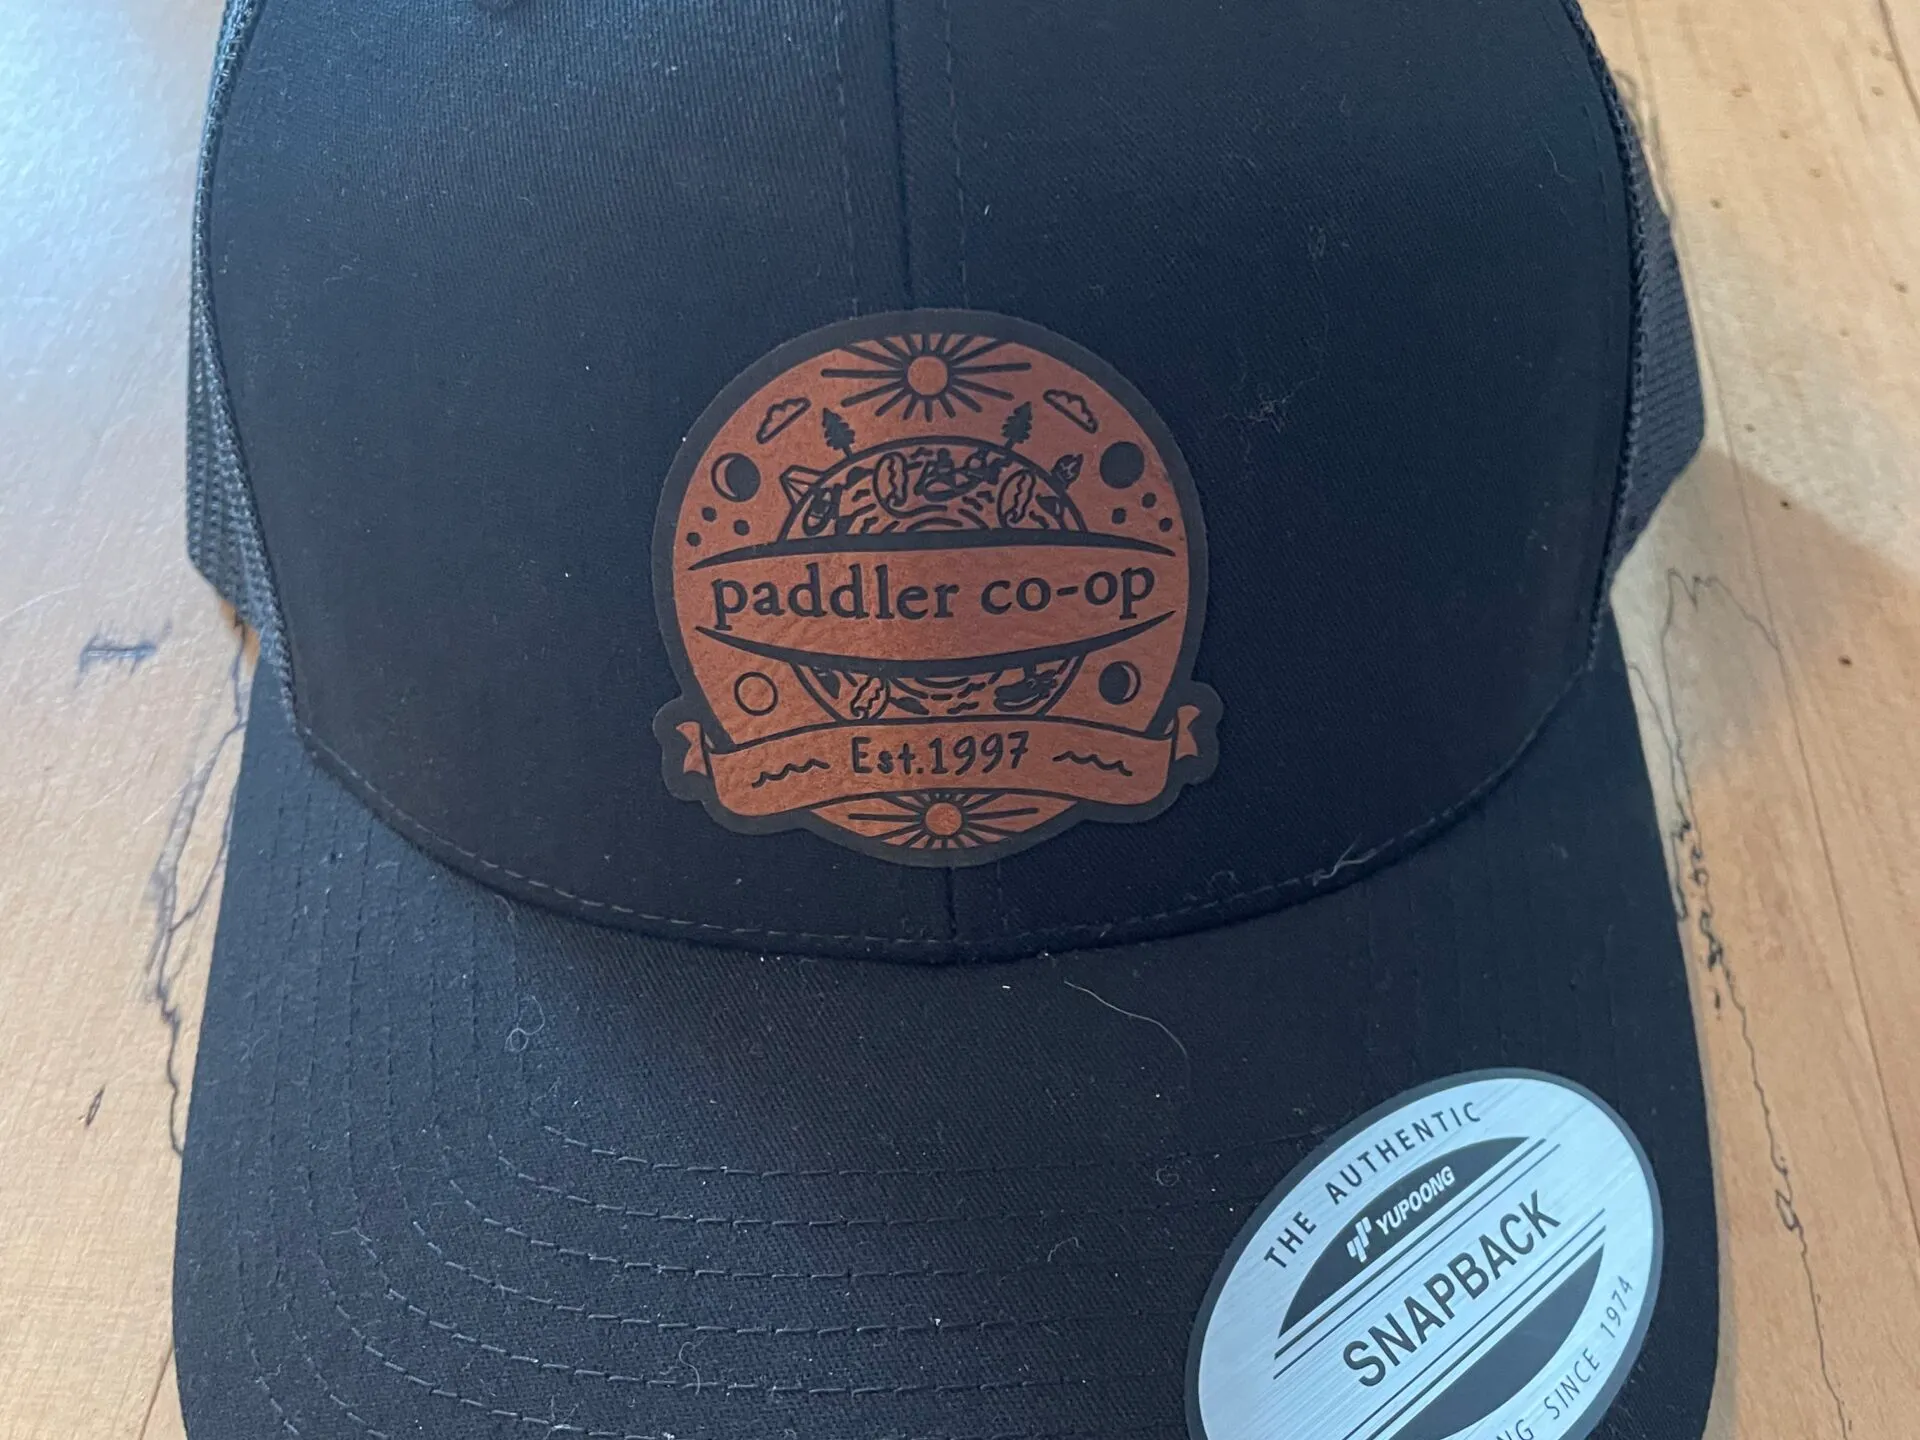 paddler co-op
Est. 1997
THE AUTHENTIC
YUPOONG
SNAPBACK
SINCE 1974